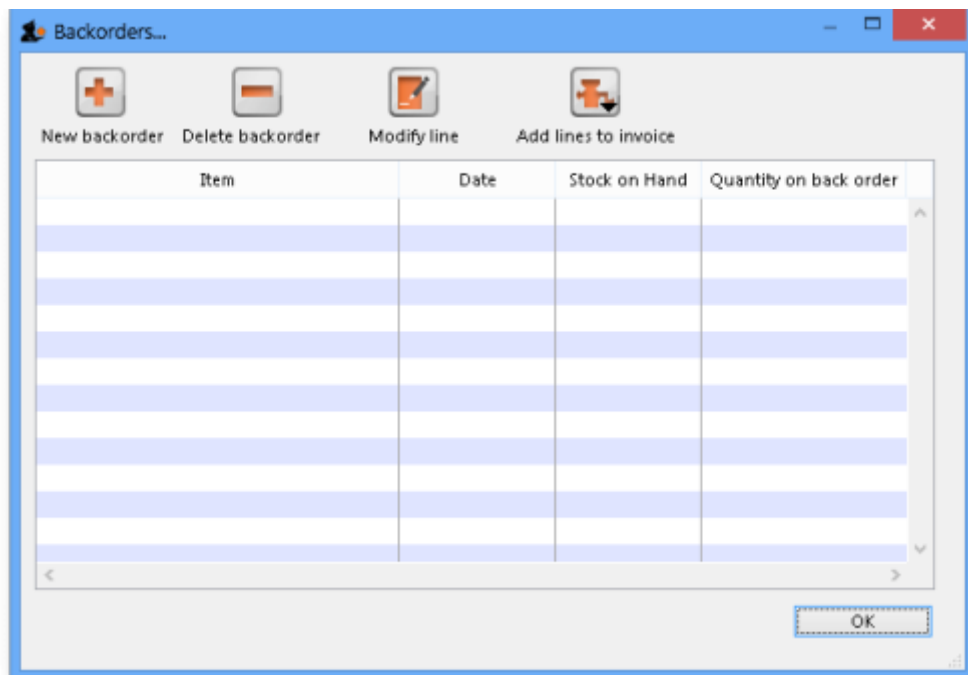 Backorders...
New backorder Delete backorder Modify line Add lines to invoice
Item Date Stock on Hand Quantity on back order
OK